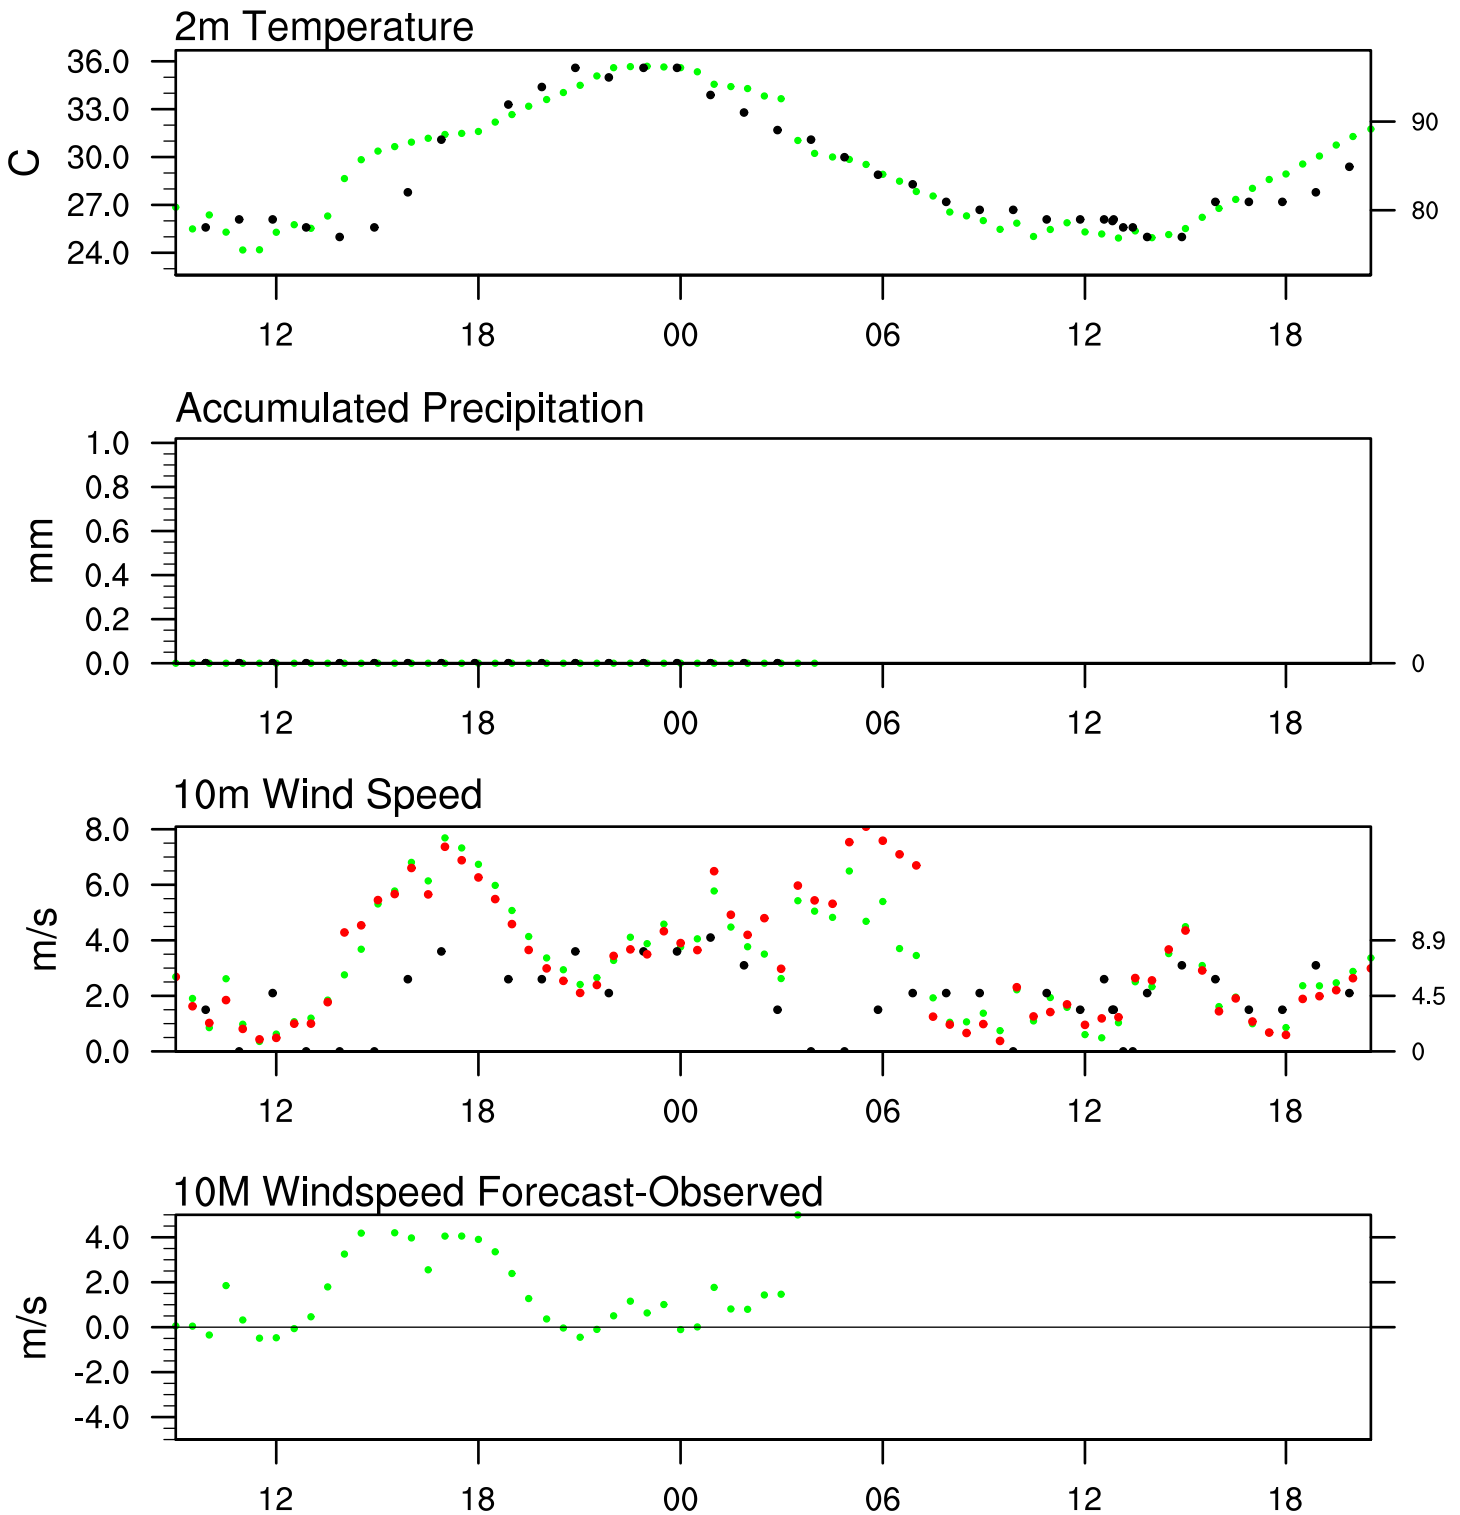 2m Temperature
36.0
33.0
30.0
27.0
24.0
C
90
80
12 18 00 06 12 18
Accumulated Precipitation
1.0
0.8
0.6
0.4
0.2
0.0
mm
0
12 18 00 06 12 18
10m Wind Speed
8.0
6.0
4.0
2.0
0.0
m/s
8.9
4.5
0
12 18 00 06 12 18
10M Windspeed Forecast-Observed
4.0
2.0
0.0
-2.0
-4.0
m/s
12 18 00 06 12 18